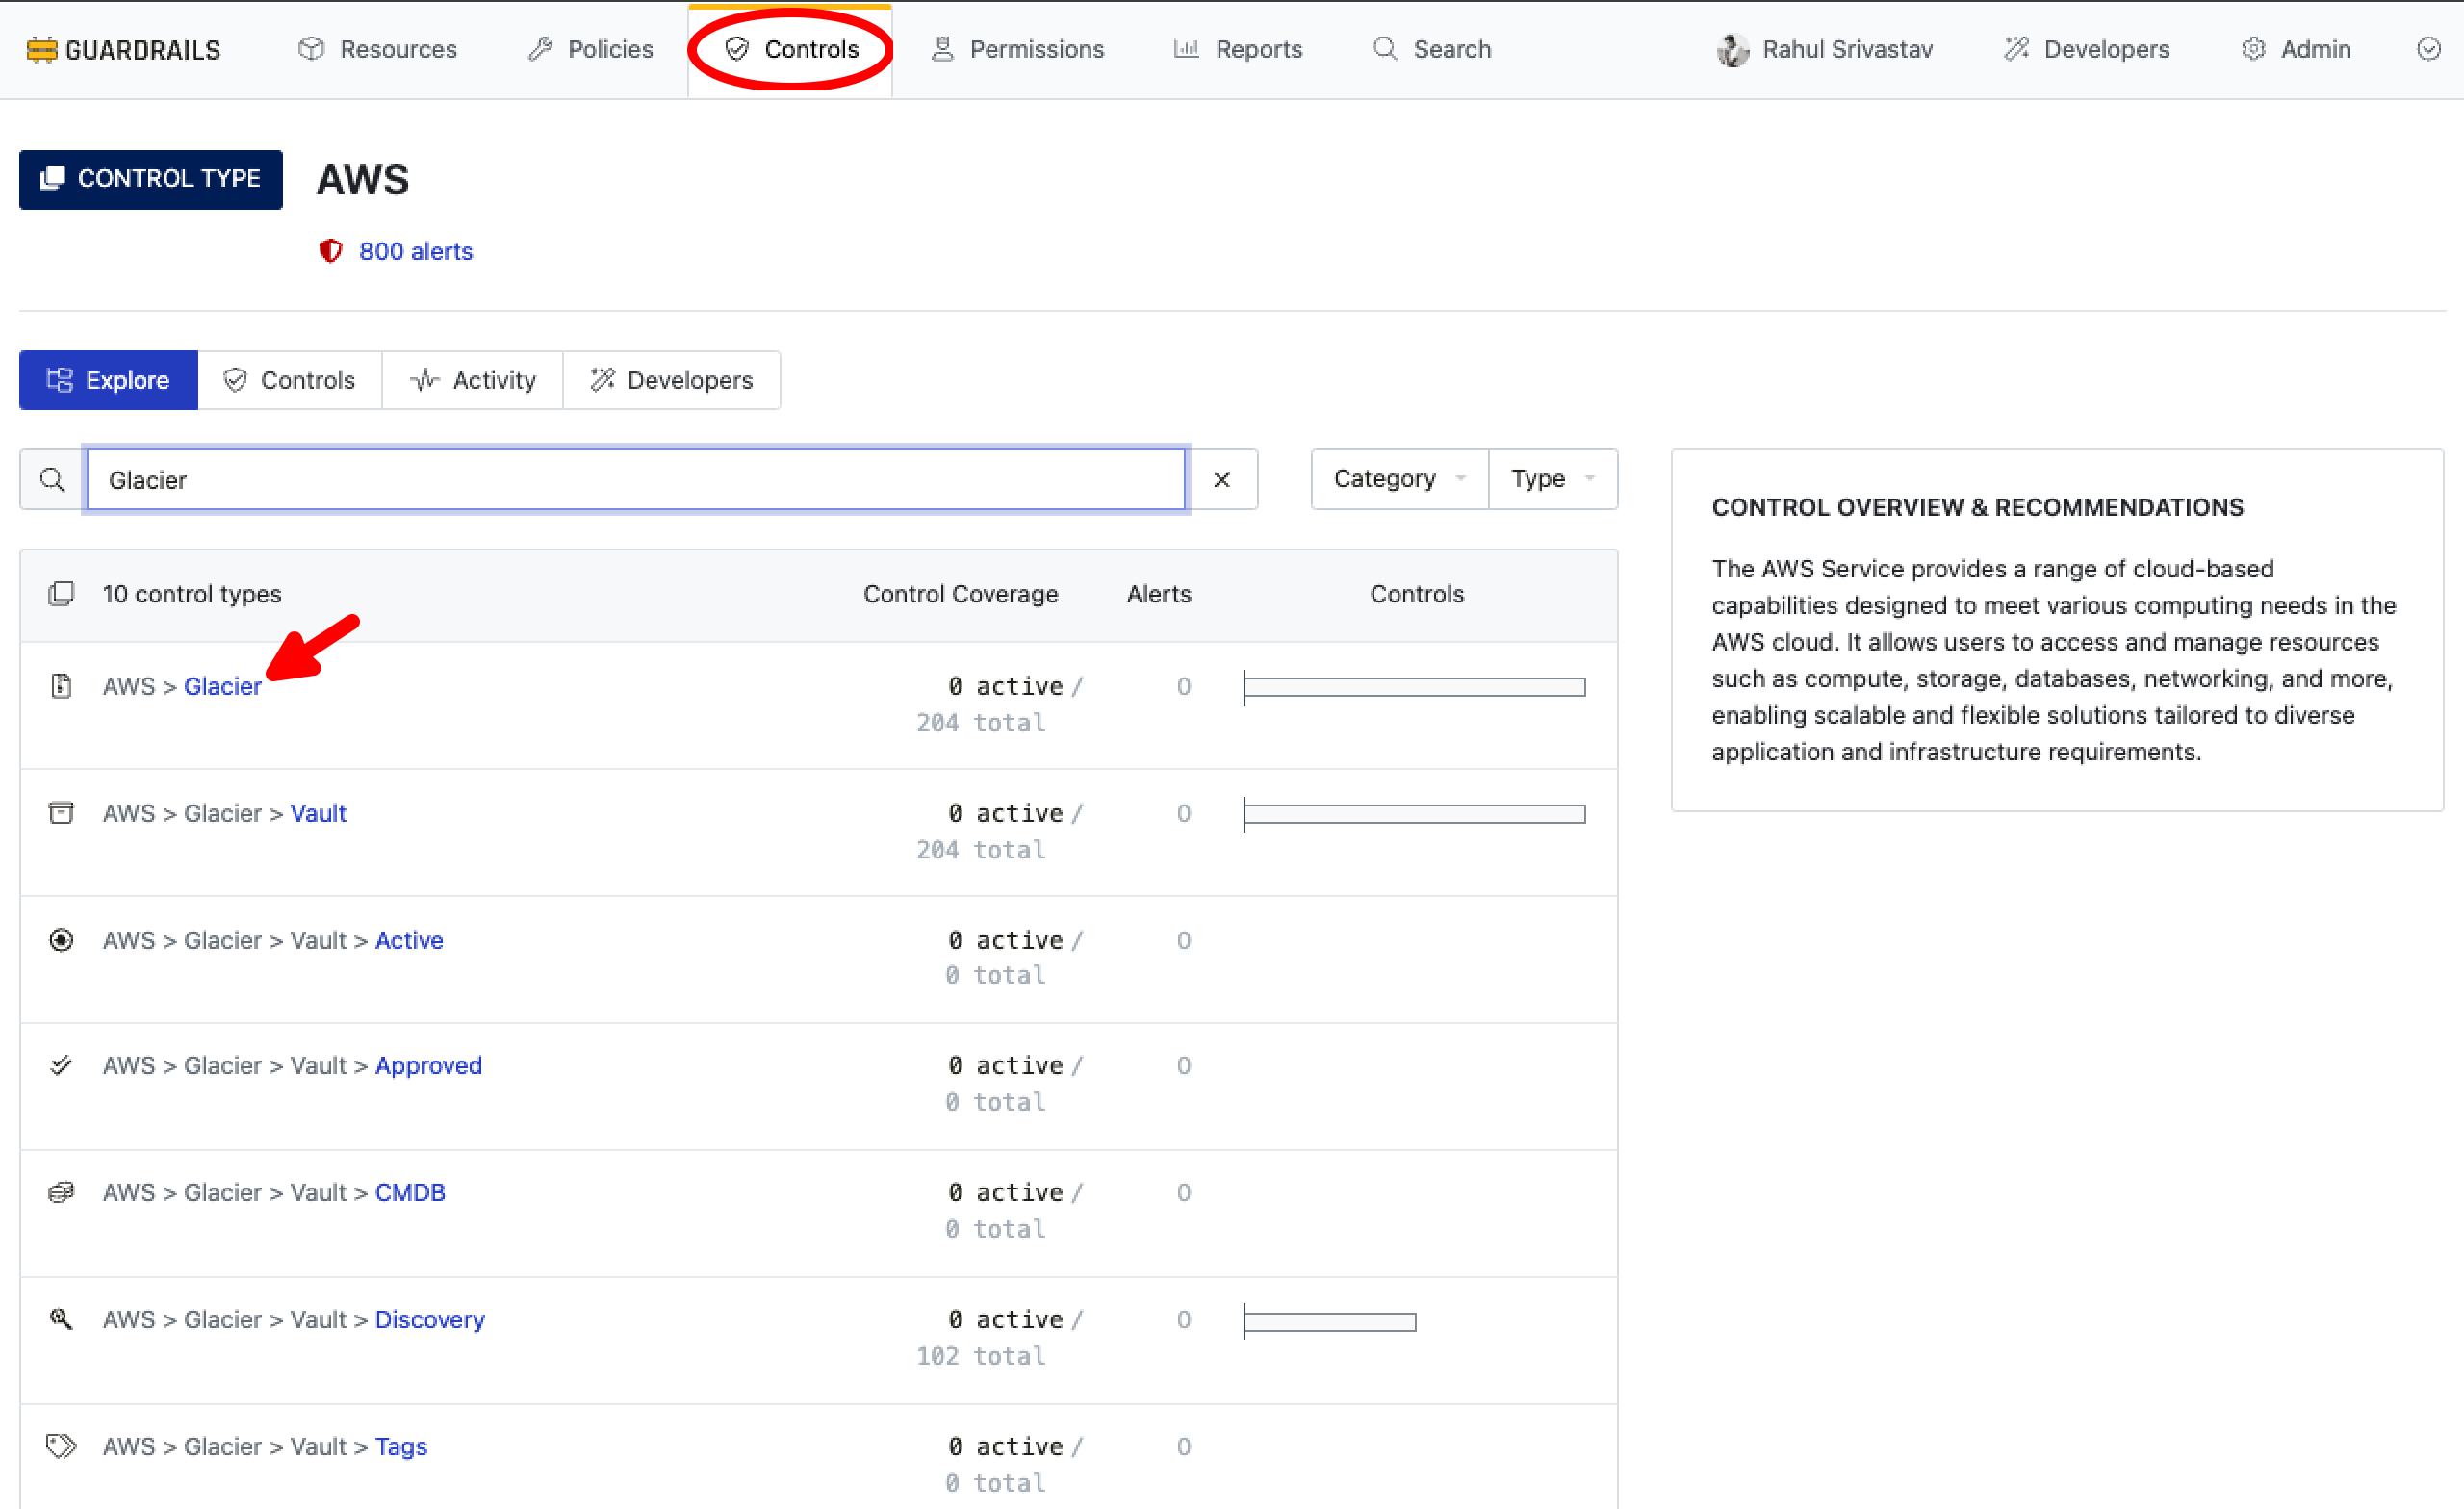 GUARDRAILS Resources Policies Controls Permissions Reports Search Rahul Srivastav Developers Admin
CONTROL TYPE AWS
800 alerts
Explore Controls Activity Developers
Glacier
Category Type
10 control types Control Coverage Alerts Controls
AWS > Glacier 0 active / 0
204 total
AWS > Glacier > Vault 0 active / 0
204 total
AWS > Glacier > Vault > Active 0 active / 0
0 total
AWS > Glacier > Vault > Approved 0 active / 0
0 total
AWS > Glacier > Vault > CMDB 0 active / 0
0 total
AWS > Glacier > Vault > Discovery 0 active / 0
102 total
AWS > Glacier > Vault > Tags 0 active / 0
0 total
CONTROL OVERVIEW & RECOMMENDATIONS
The AWS Service provides a range of cloud-based
capabilities designed to meet various computing needs in the
AWS cloud. It allows users to access and manage resources
such as compute, storage, databases, networking, and more,
enabling scalable and flexible solutions tailored to diverse
application and infrastructure requirements.